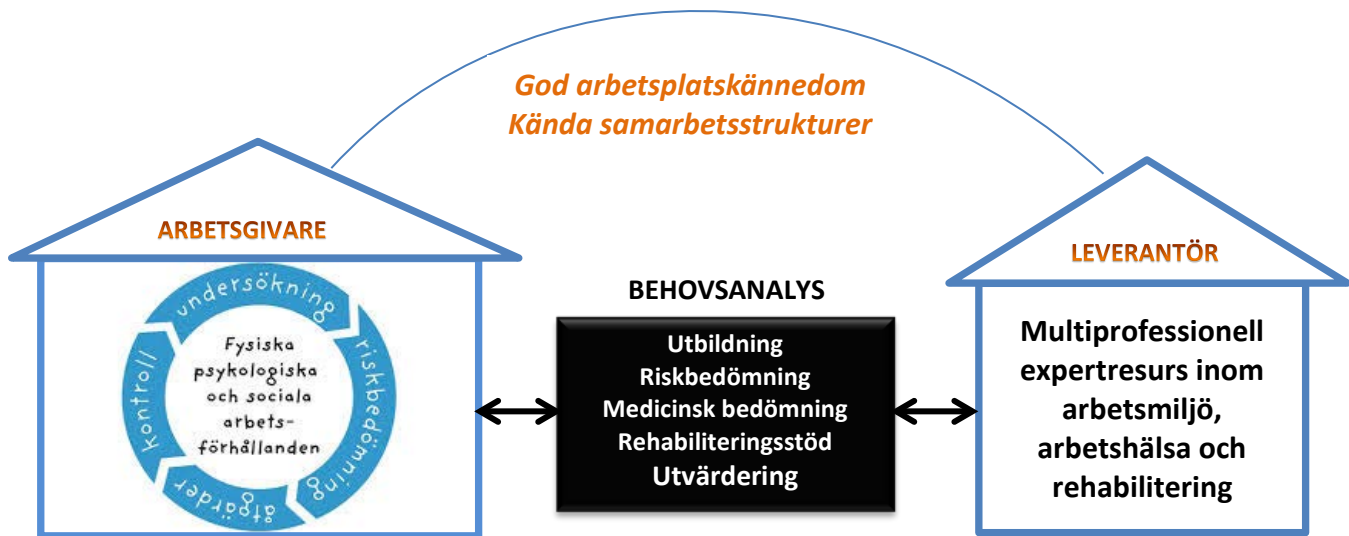 God arbetsplatskännedom
Kända samarbetsstrukturer
ARBETSGIVARE
undersökning
riskbedömning
åtgärder
kontroll
Fysiska
psykologiska
och sociala
arbets-
förhållanden
BEHOVSANALYS
Utbildning
Riskbedömning
Medicinsk bedömning
Rehabiliteringsstöd
Utvärdering
LEVERANTÖR
Multiprofessionell
expertresurs inom
arbetsmiljö,
arbetshälsa och
rehabilitering